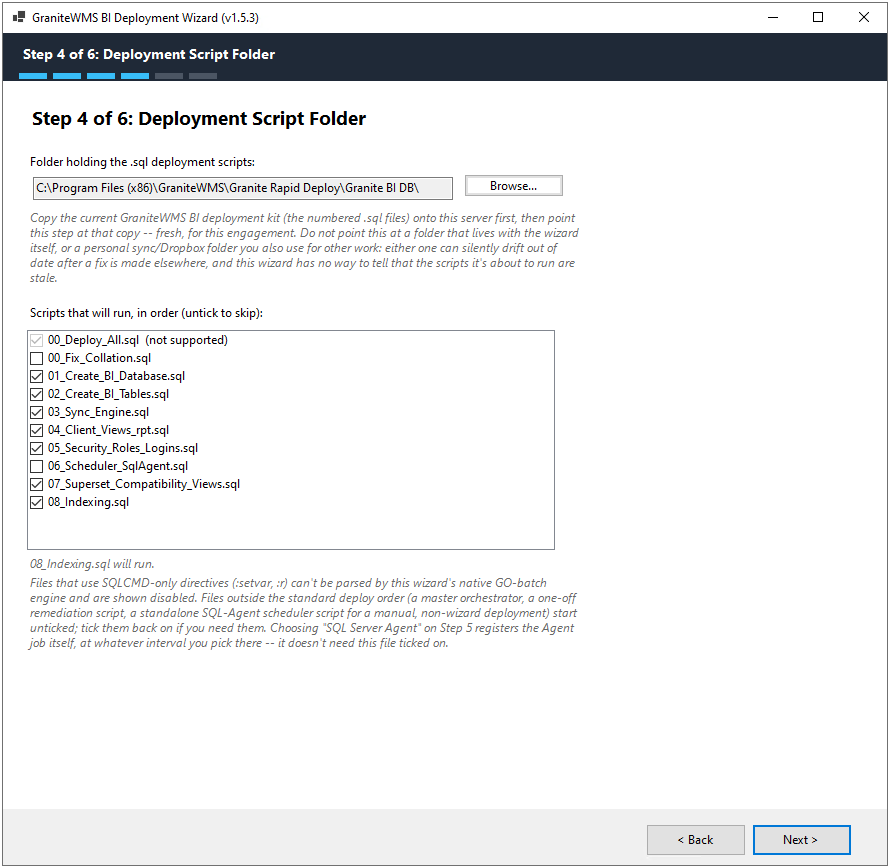 GraniteWMS BI Deployment Wizard (v1.5.3)
Step 4 of 6: Deployment Script Folder
Step 4 of 6: Deployment Script Folder
Folder holding the .sql deployment scripts:
C:\Program Files (x86)\GraniteWMS\Granite Rapid Deploy\Granite BI DB\
Browse...
Copy the current GraniteWMS BI deployment kit (the numbered .sql files) onto this server first, then point
this step at that copy -- fresh, for this engagement. Do not point this at a folder that lives with the wizard
itself, or a personal sync/Dropbox folder you also use for other work: either one can silently drift out of
date after a fix is made elsewhere, and this wizard has no way to tell that the scripts it's about to run are
stale.
Scripts that will run, in order (untick to skip):
00_Deploy_All.sql  (not supported)
00_Fix_Collation.sql
01_Create_BI_Database.sql
02_Create_BI_Tables.sql
03_Sync_Engine.sql
04_Client_Views_rpt.sql
05_Security_Roles_Logins.sql
06_Scheduler_SqlAgent.sql
07_Superset_Compatibility_Views.sql
08_Indexing.sql
08_Indexing.sql will run.
Files that use SQLCMD-only directives (:setvar, :r) can't be parsed by this wizard's native GO-batch
engine and are shown disabled. Files outside the standard deploy order (a master orchestrator, a one-off
remediation script, a standalone SQL-Agent scheduler script for a manual, non-wizard deployment) start
unticked; tick them back on if you need them. Choosing "SQL Server Agent" on Step 5 registers the Agent
job itself, at whatever interval you pick there -- it doesn't need this file ticked on.
< Back
Next >